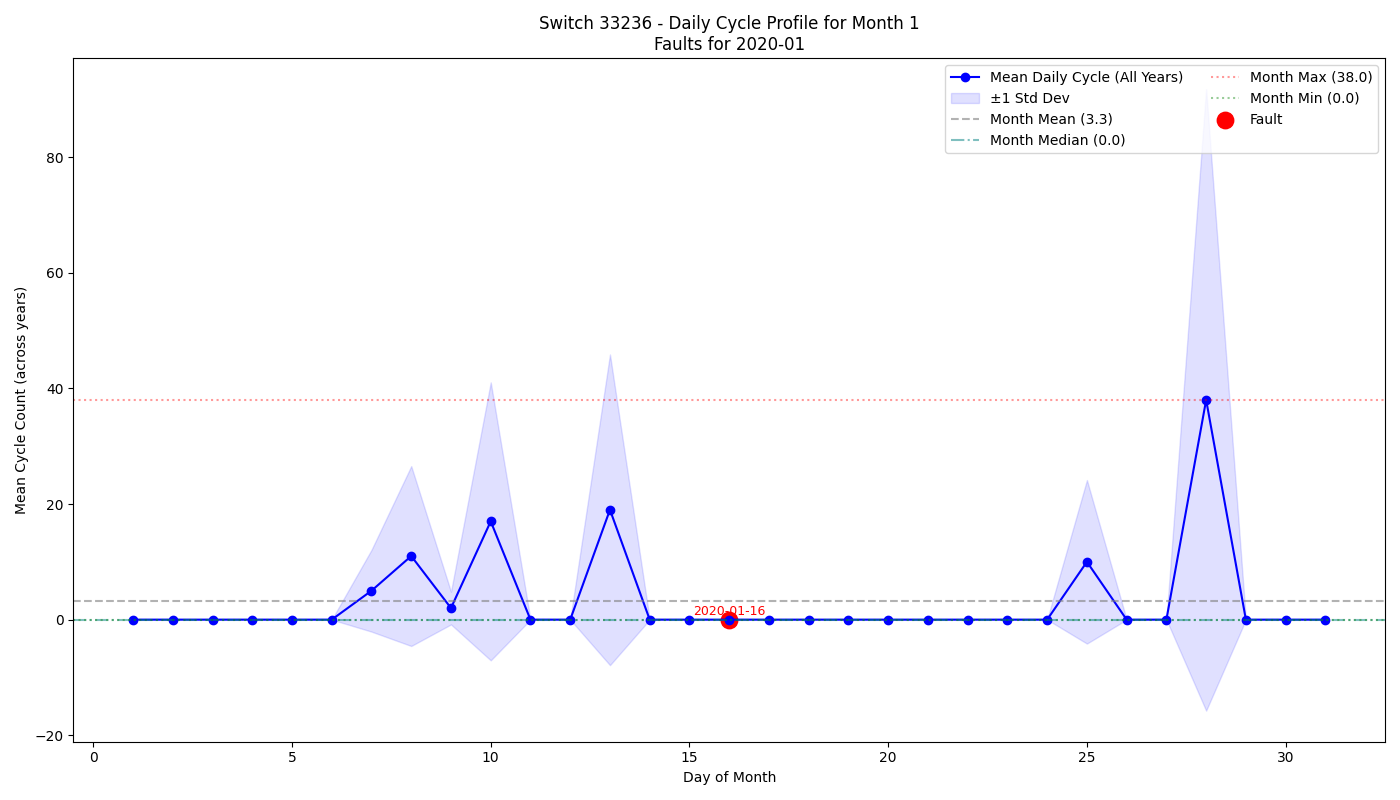 Switch 33236 - Daily Cycle Profile for Month 1
Faults for 2020-01
Mean Daily Cycle (All Years)
±1 Std Dev
Month Mean (3.3)
Month Median (0.0)
Month Max (38.0)
Month Min (0.0)
Fault
Mean Cycle Count (across years)
80
60
40
20
0
−20
2020-01-16
0
5
10
15
20
25
30
Day of Month